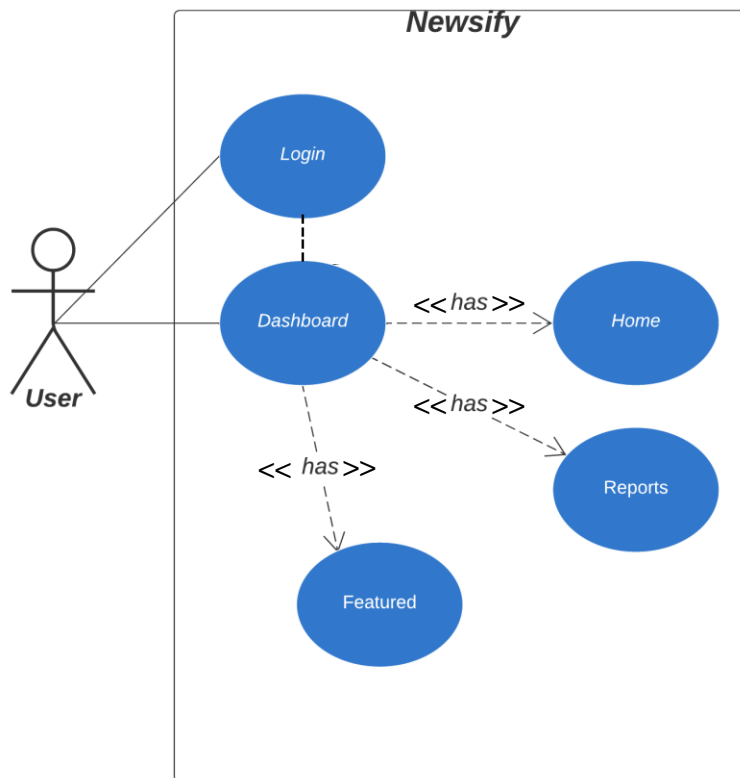 Newsify
Login
Dashboard
<< has >>
Home
User
<< has >>
<< has >>
Reports
Featured